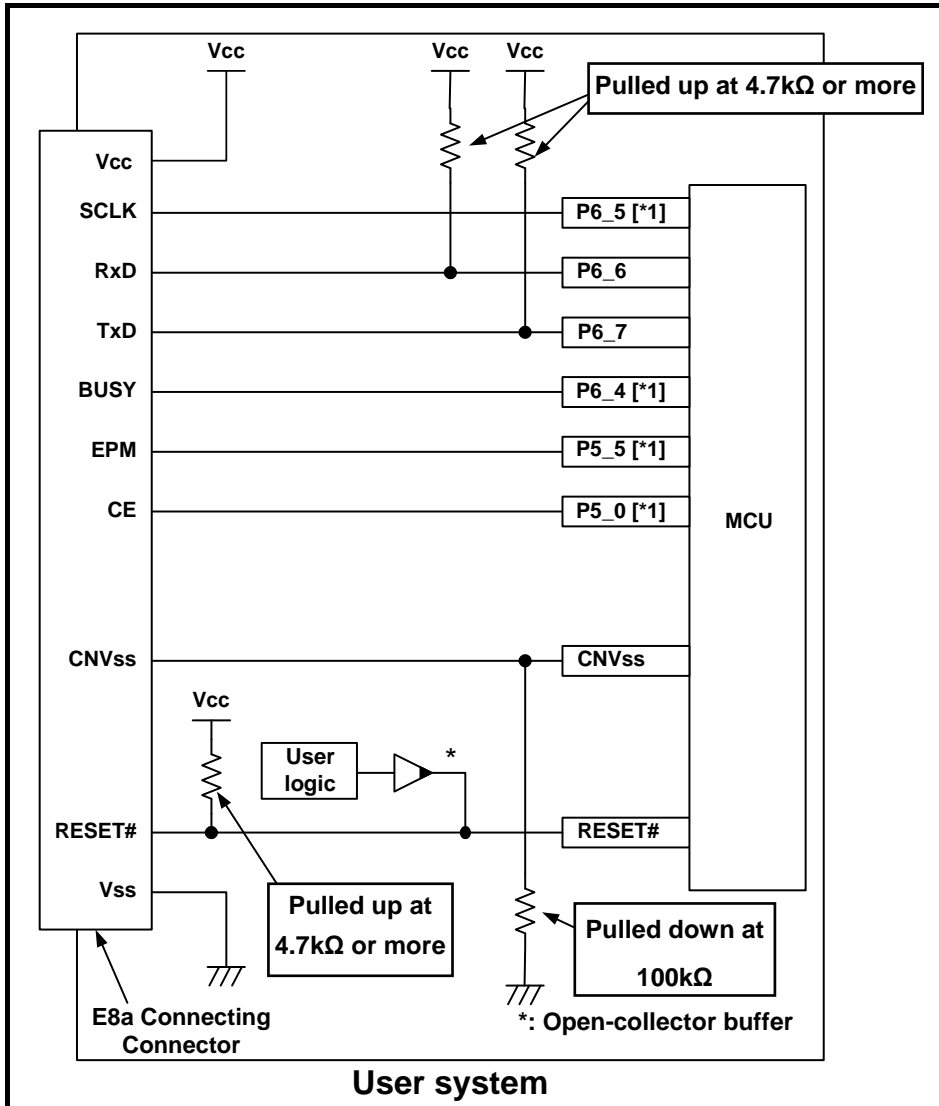 Vcc
Vcc
Vcc
Pulled up at 4.7kΩ or more
Vcc
SCLK
P6_5 [*1]
RxD
P6_6
TxD
P6_7
BUSY
P6_4 [*1]
EPM
P5_5 [*1]
CE
P5_0 [*1]
MCU
CNVss
CNVss
Vcc
User
logic
*
RESET#
RESET#
Vss
Pulled up at
4.7kΩ or more
Pulled down at
100kΩ
E8a Connecting
Connector
*: Open-collector buffer
User system